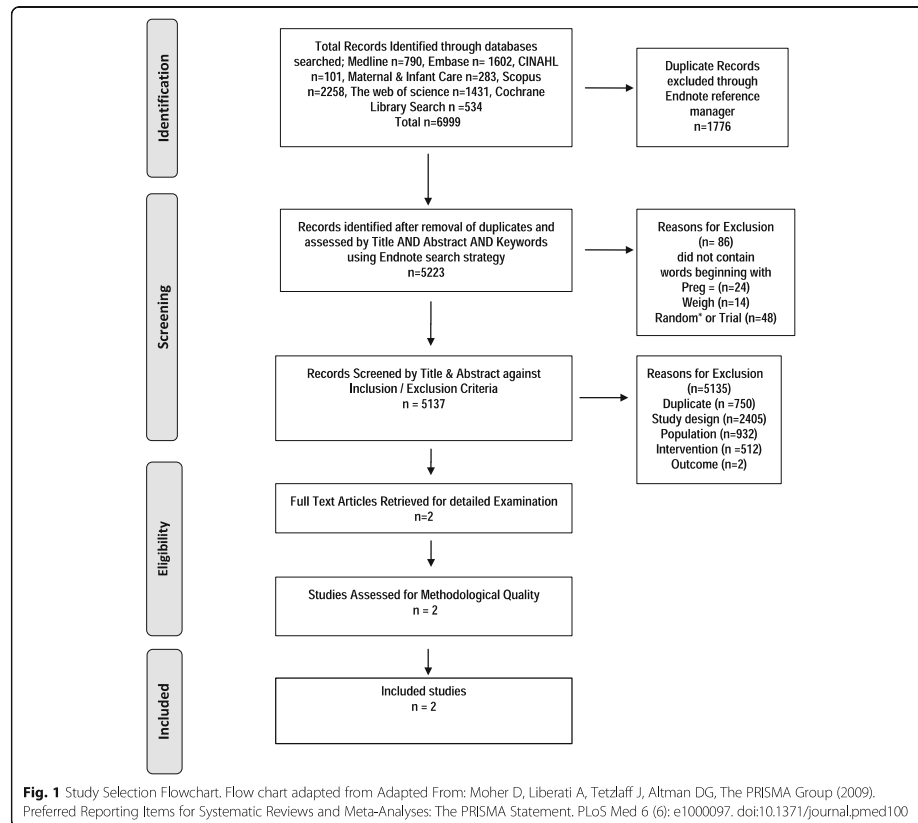 Identification
Total Records Identified through databases
searched; Medline n=790, Embase n= 1602, CINAHL
n=101, Maternal & Infant Care n=283, Scopus
n=2258, The web of science n=1431, Cochrane
Library Search n =534
Total n=6999
Duplicate Records
excluded through
Endnote reference
manager
n=1776
Screening
Records identified after removal of duplicates and
assessed by Title AND Abstract AND Keywords
using Endnote search strategy
n=5223
Reasons for Exclusion
(n= 86)
did not contain
words beginning with
Preg = (n=24)
Weigh (n=14)
Random* or Trial (n=48)
Records Screened by Title & Abstract against
Inclusion / Exclusion Criteria
n = 5137
Reasons for Exclusion
(n=5135)
Duplicate (n =750)
Study design (n=2405)
Population (n=932)
Intervention (n =512)
Outcome (n=2)
Eligibility
Full Text Articles Retrieved for detailed Examination
n=2
Studies Assessed for Methodological Quality
n = 2
Included
Included studies
n = 2
Fig. 1 Study Selection Flowchart. Flow chart adapted from Adapted From: Moher D, Liberati A, Tetzlaff J, Altman DG, The PRISMA Group (2009).
Preferred Reporting Items for Systematic Reviews and Meta-Analyses: The PRISMA Statement. PLoS Med 6 (6): e1000097. doi:10.1371/journal.pmed100